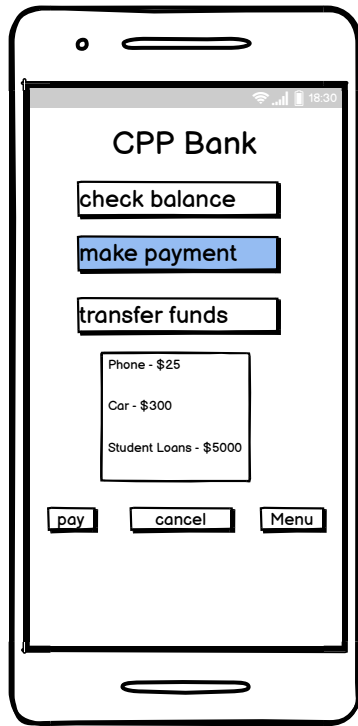 18:30
CPP Bank
check balance
make payment
transfer funds
Phone - $25
Car - $300
Student Loans - $5000
pay cancel Menu